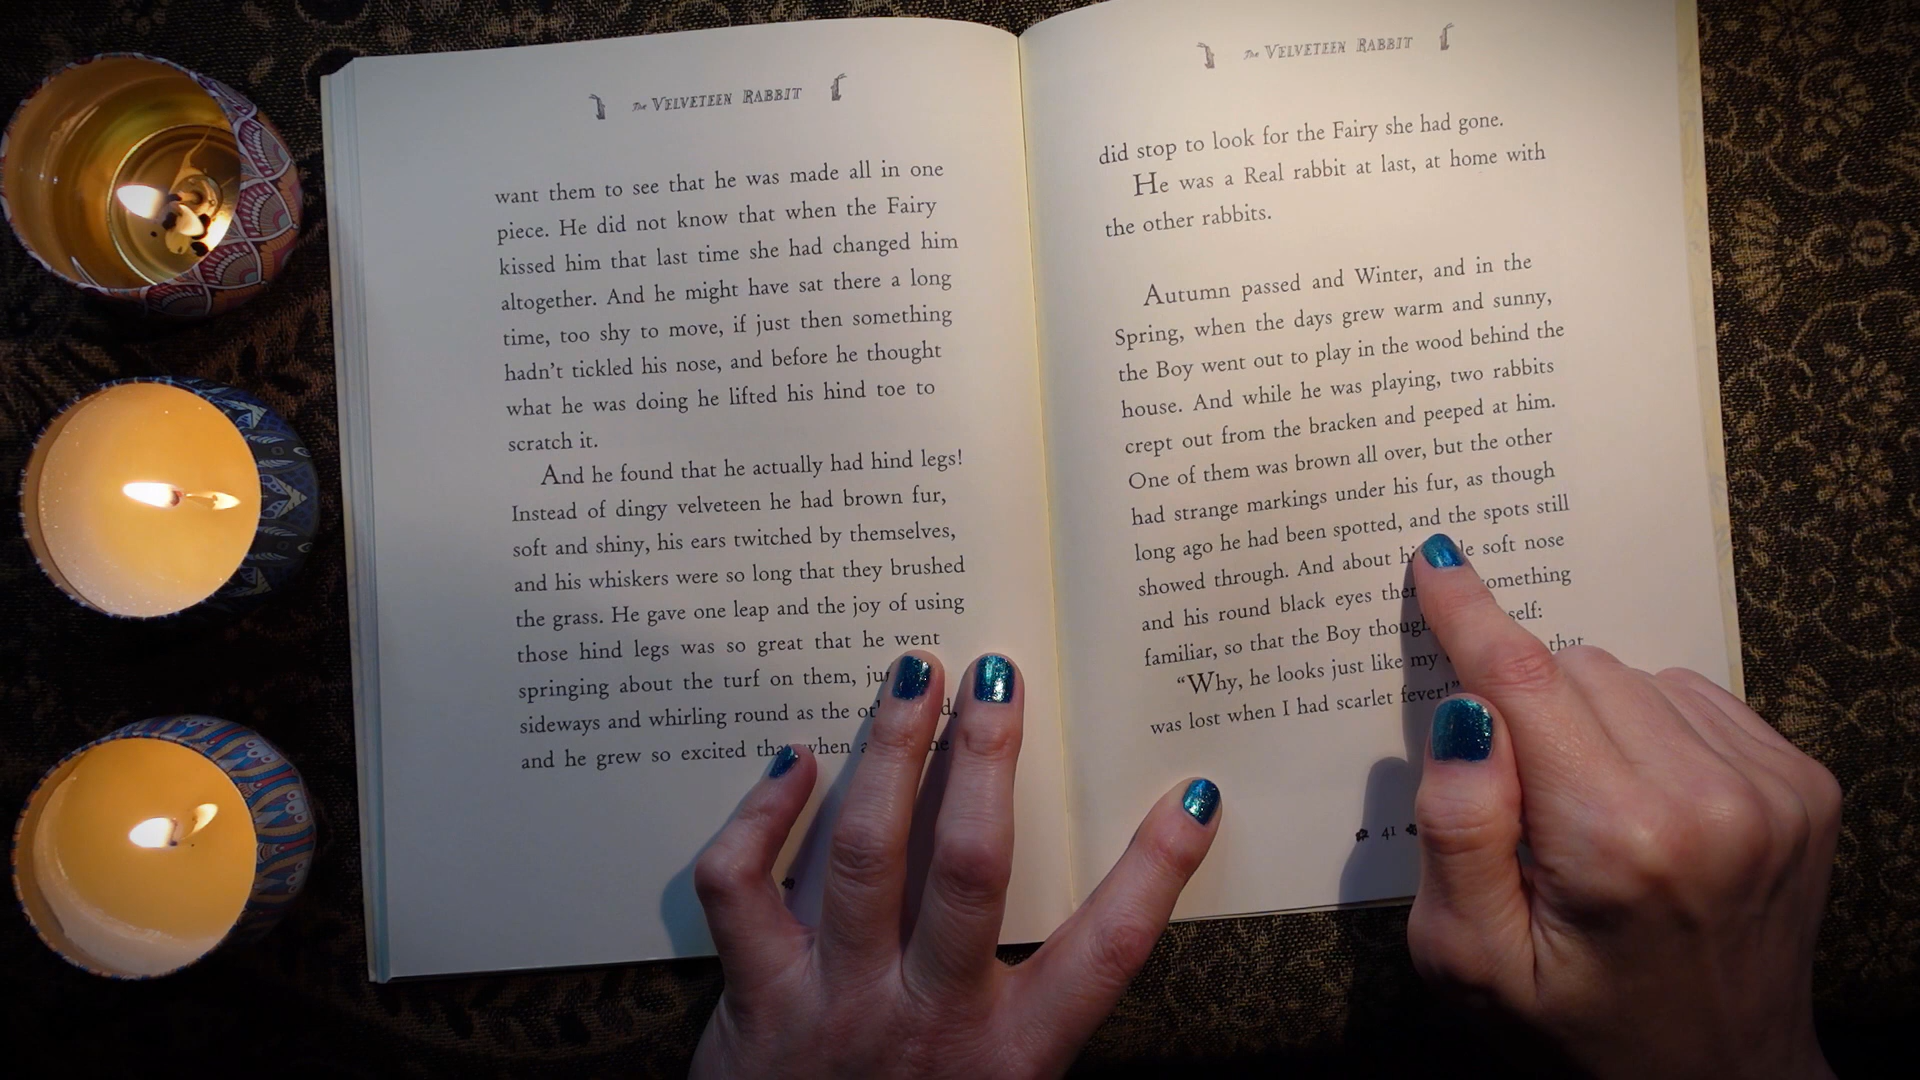 The VELVETEEN RABBIT
want them to see that he was made all in one
piece. He did not know that when the Fairy
kissed him that last time she had changed him
altogether. And he might have sat there a long
time, too shy to move, if just then something
hadn't tickled his nose, and before he thought
what he was doing he lifted his hind toe to
scratch it.
And he found that he actually had hind legs!
Instead of dingy velveteen he had brown fur,
soft and shiny, his ears twitched by themselves,
and his whiskers were so long that they brushed
the grass. He gave one leap and the joy of using
those hind legs was so great that he went
springing about the turf on them,
sideways and whirling round as the
and he grew so excited when
The VELVETEEN RABBIT
did stop to look for the Fairy she had gone.
He was a Real rabbit at last, at home with
the other rabbits.
Autumn passed and Winter, and in the
Spring, when the days grew warm and sunny,
the Boy went out to play in the wood behind the
house. And while he was playing, two rabbits
crept out from the bracken and peeped at him.
One of them was brown all over, but the other
had strange markings under his fur, as though
long ago he had been spotted, and the spots still
showed through. And about soft nose
and his round black eyes something
familiar, so that the Boy
"Why, he looks just like my that
was lost when I had scarlet fever!"
41